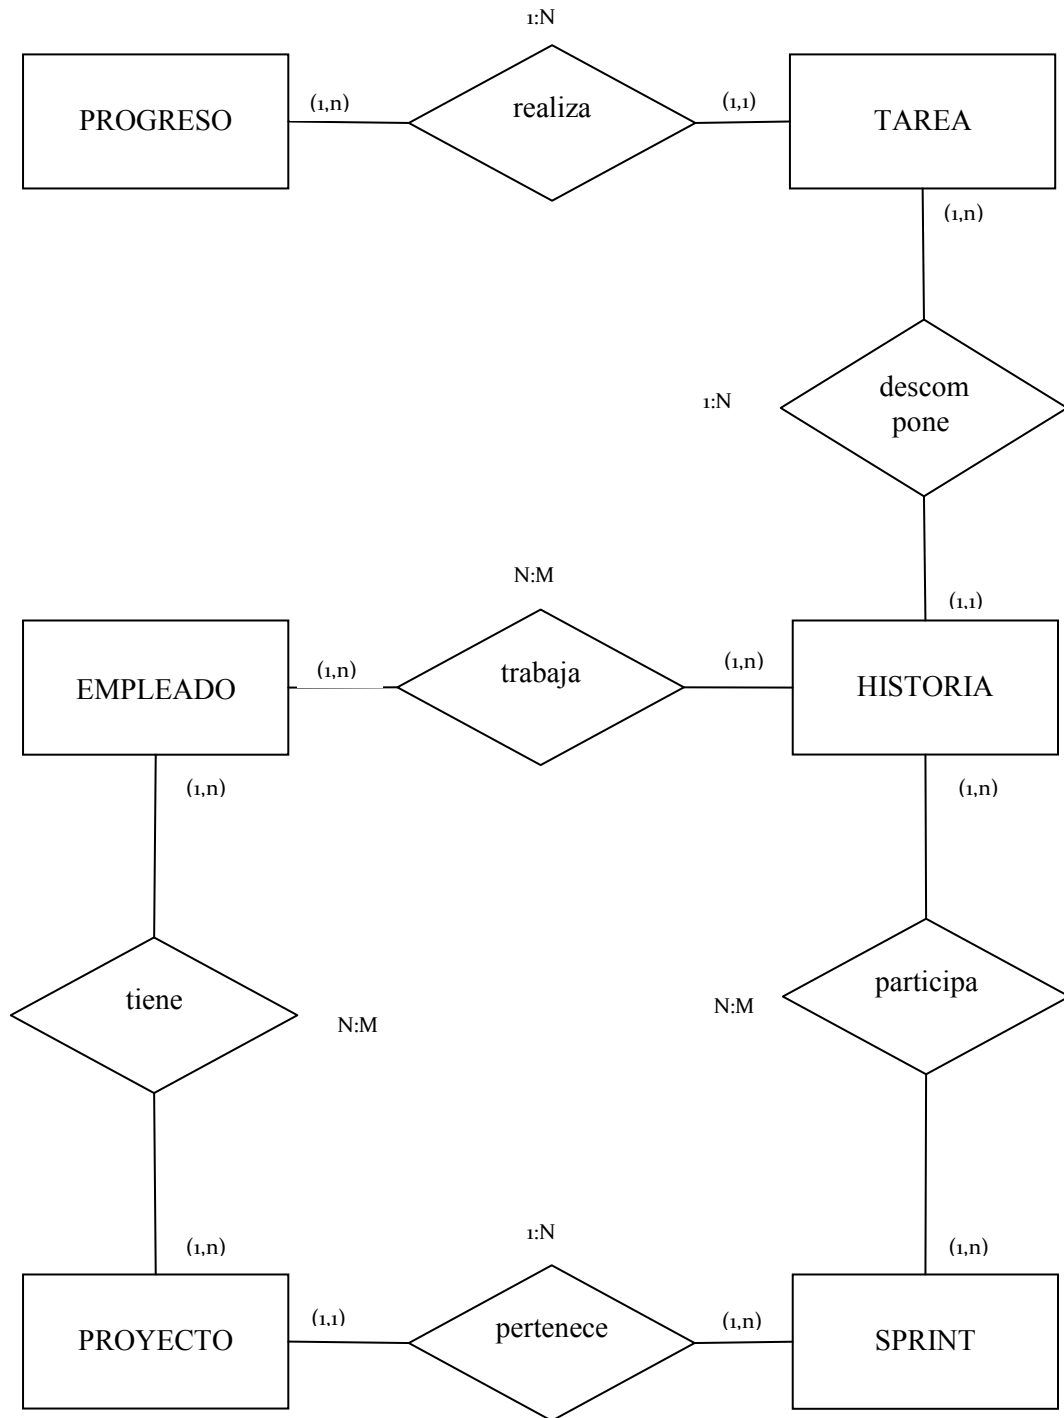 1:N
PROGRESO
(1,n)
realiza
(1,1)
TAREA
(1,n)
1:N
descom
pone
(1,1)
N:M
EMPLEADO
(1,n)
trabaja
(1,n)
HISTORIA
(1,n)
(1,n)
tiene
N:M
N:M
participa
(1,n)
(1,n)
1:N
PROYECTO
(1,1)
pertenece
(1,n)
SPRINT